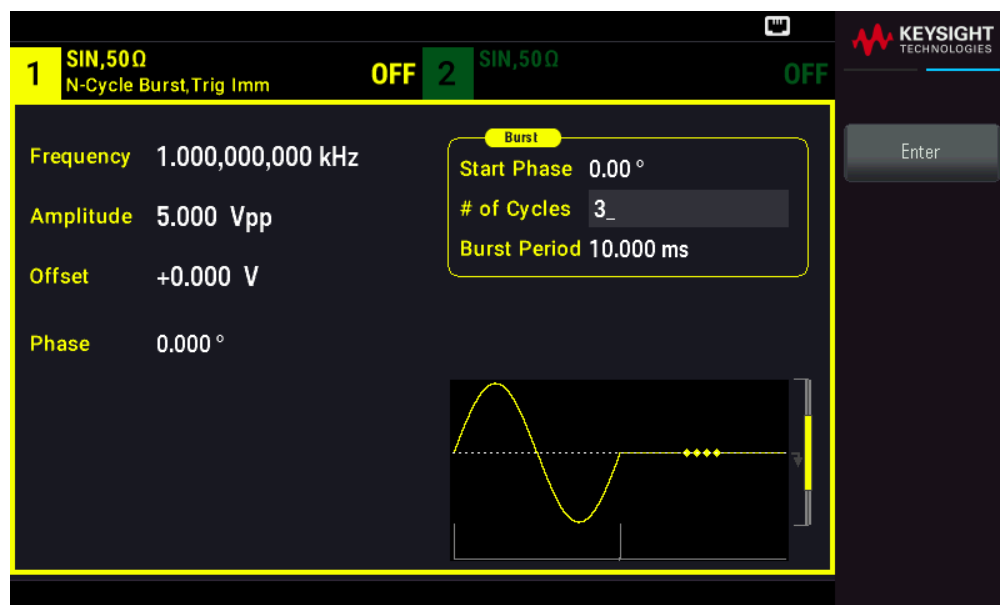 KEYSIGHT
TECHNOLOGIES
1
SIN,50Ω
N-Cycle Burst,Trig Imm
OFF
2
SIN,50Ω
OFF
Frequency 1.000,000,000 kHz
Amplitude 5.000 Vpp
Offset +0.000 V
Phase 0.000 °
Burst
Start Phase 0.00 °
# of Cycles 3_
Burst Period 10.000 ms
Enter